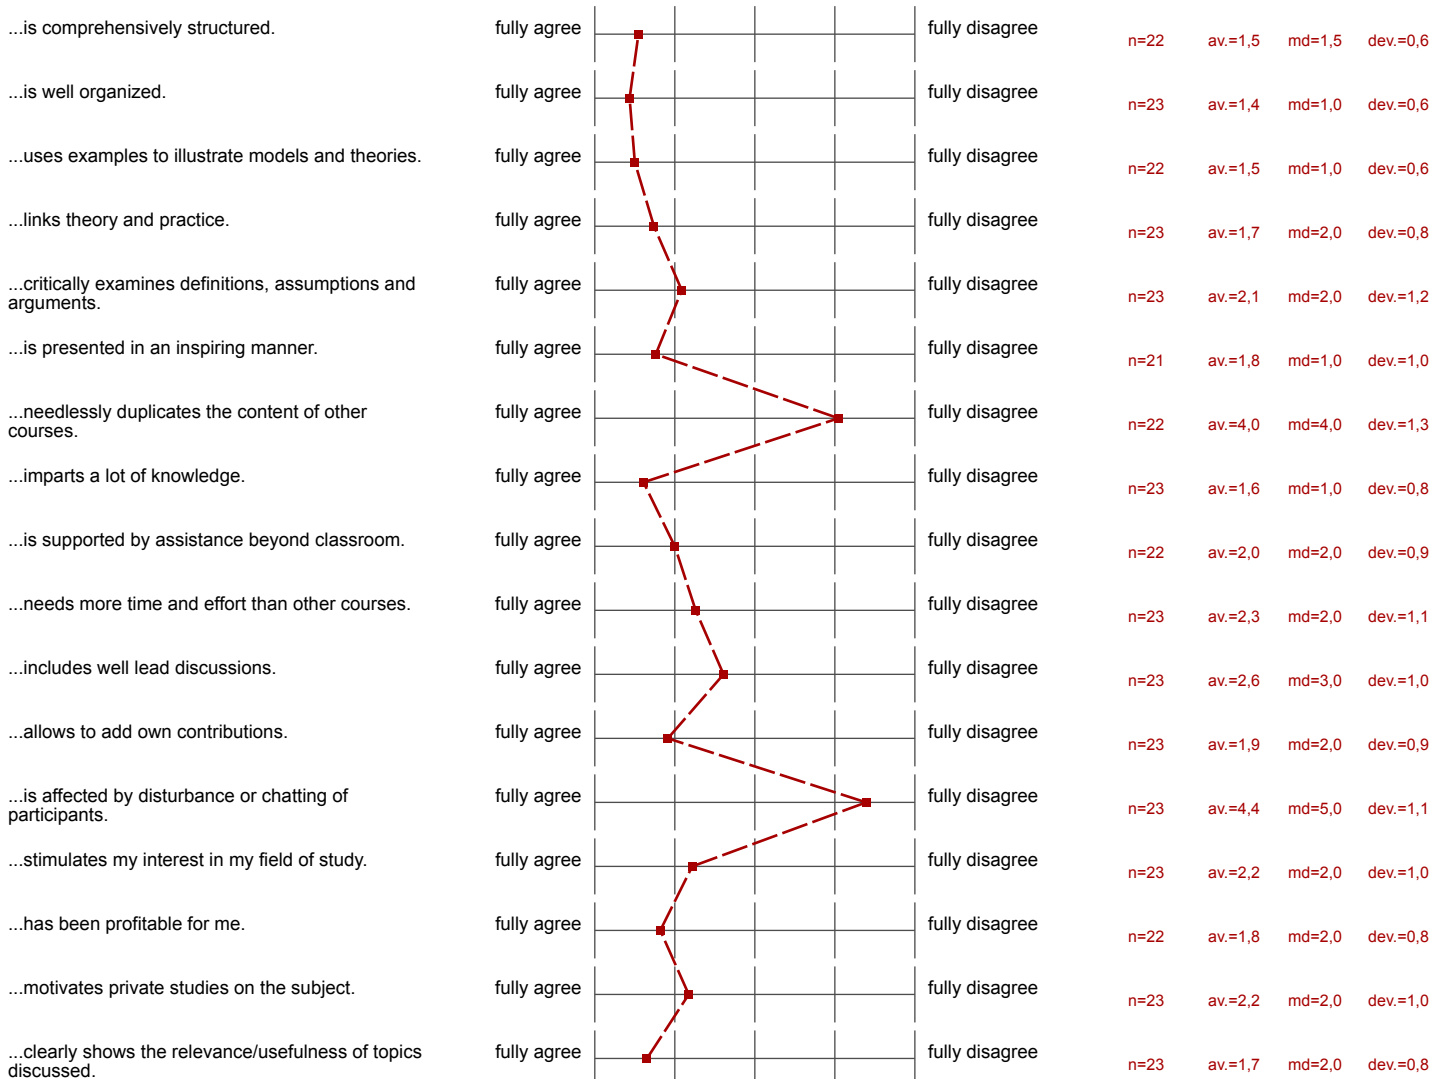 ...is comprehensively structured. fully agree fully disagree n=22 av.=1,5 md=1,5 dev.=0,6
...is well organized. fully agree fully disagree n=23 av.=1,4 md=1,0 dev.=0,6
...uses examples to illustrate models and theories. fully agree fully disagree n=22 av.=1,5 md=1,0 dev.=0,6
...links theory and practice. fully agree fully disagree n=23 av.=1,7 md=2,0 dev.=0,8
...critically examines definitions, assumptions and fully agree fully disagree n=23 av.=2,1 md=2,0 dev.=1,2
arguments.
...is presented in an inspiring manner. fully agree fully disagree n=21 av.=1,8 md=1,0 dev.=1,0
...needlessly duplicates the content of other fully agree fully disagree n=22 av.=4,0 md=4,0 dev.=1,3
courses.
...imparts a lot of knowledge. fully agree fully disagree n=23 av.=1,6 md=1,0 dev.=0,8
...is supported by assistance beyond classroom. fully agree fully disagree n=22 av.=2,0 md=2,0 dev.=0,9
...needs more time and effort than other courses. fully agree fully disagree n=23 av.=2,3 md=2,0 dev.=1,1
...includes well lead discussions. fully agree fully disagree n=23 av.=2,6 md=3,0 dev.=1,0
...allows to add own contributions. fully agree fully disagree n=23 av.=1,9 md=2,0 dev.=0,9
...is affected by disturbance or chatting of fully agree fully disagree n=23 av.=4,4 md=5,0 dev.=1,1
participants.
...stimulates my interest in my field of study. fully agree fully disagree n=23 av.=2,2 md=2,0 dev.=1,0
...has been profitable for me. fully agree fully disagree n=22 av.=1,8 md=2,0 dev.=0,8
...motivates private studies on the subject. fully agree fully disagree n=23 av.=2,2 md=2,0 dev.=1,0
...clearly shows the relevance/usefulness of topics fully agree fully disagree n=23 av.=1,7 md=2,0 dev.=0,8
discussed.